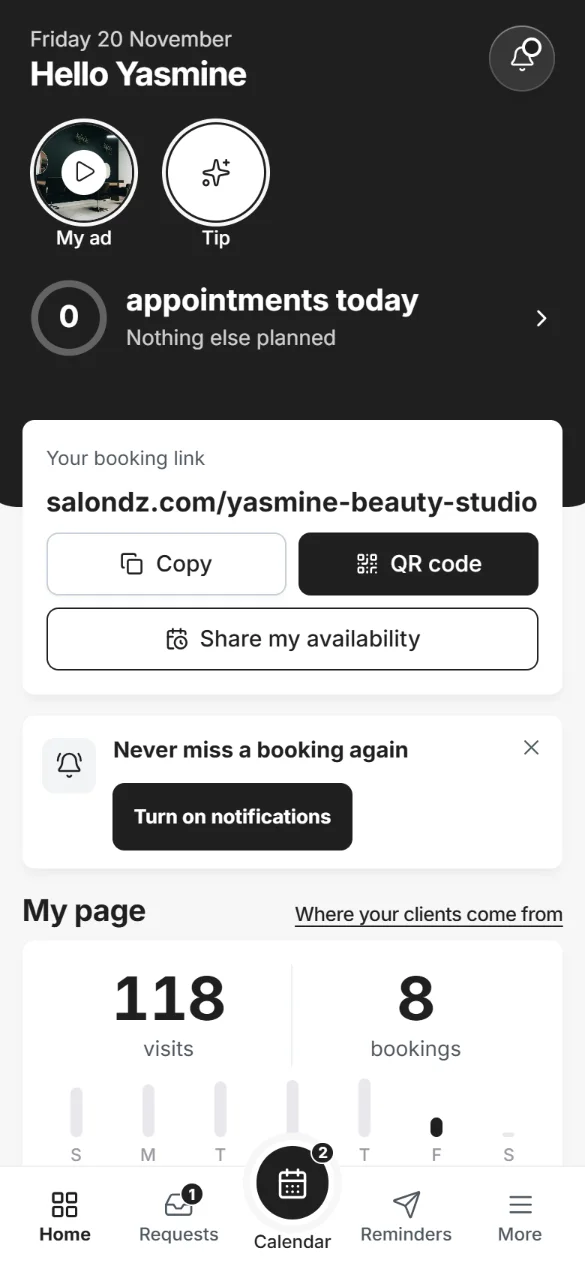 Friday 20 November
Hello Yasmine
My ad
Tip
0
appointments today
Nothing else planned
Your booking link
salondz.com/yasmine-beauty-studio
Copy
QR code
Share my availability
Never miss a booking again
Turn on notifications
My page
Where your clients come from
118
visits
8
bookings
S
M
T
T
F
S
Home
1
Requests
2
Calendar
Reminders
More